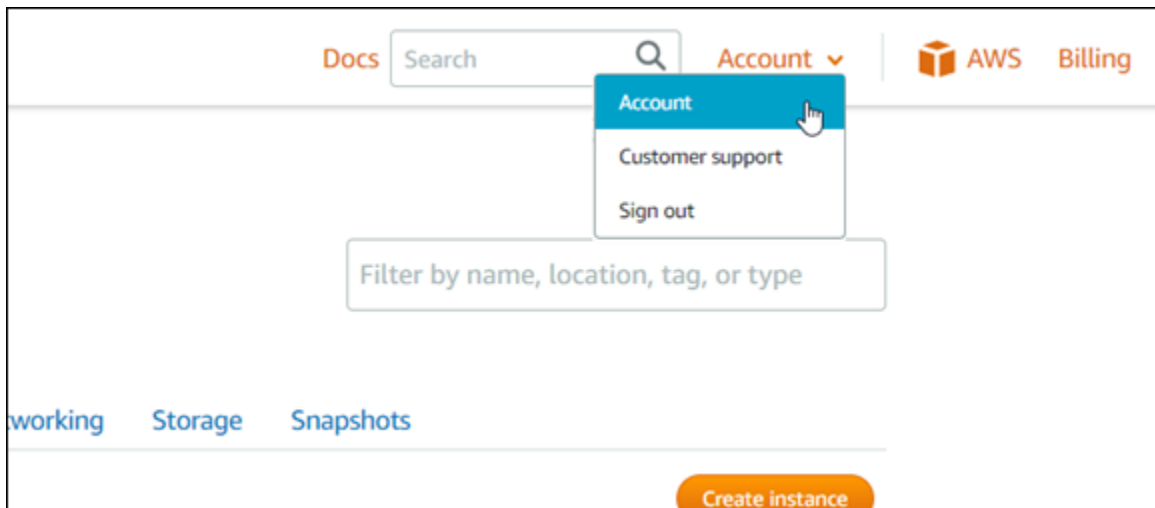 Docs Search Account AWS Billing
Account
Customer support
Sign out
Filter by name, location, tag, or type
Storage Snapshots
Create instance